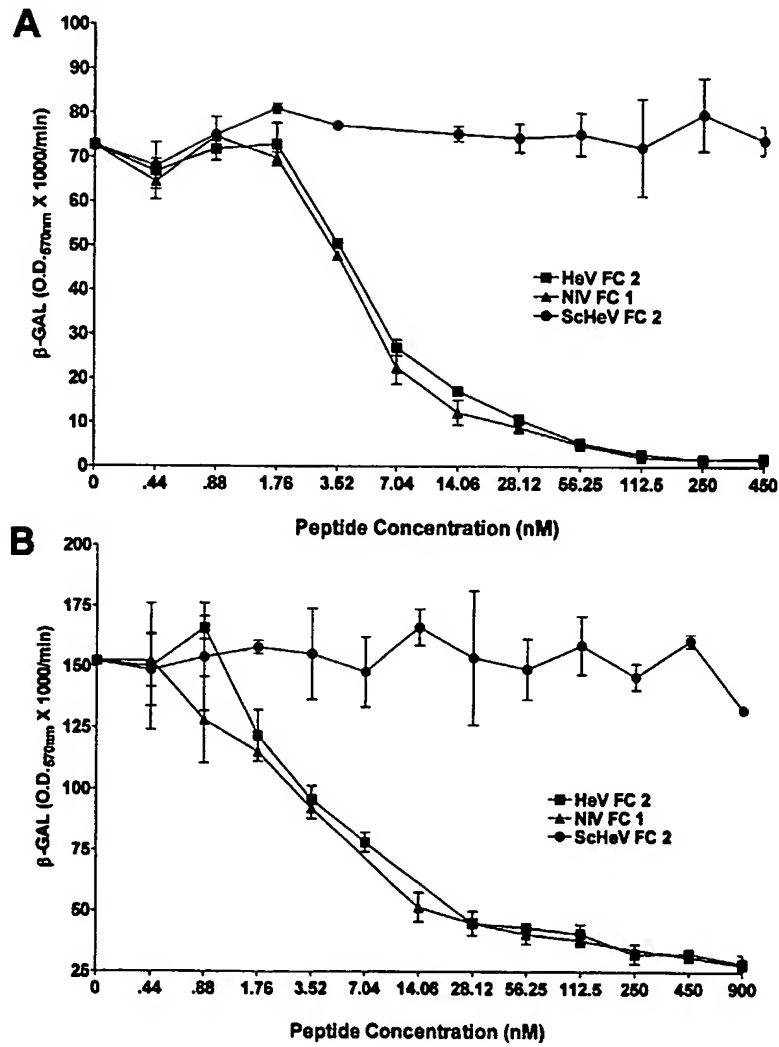 A
100
90
80
70
60
50
40
30
20
10
0
β-GAL (O.D.570nm X 1000/min)
HeV FC 2
NiV FC 1
ScHeV FC 2
0 .44 .88 1.76 3.52 7.04 14.06 28.12 56.25 112.5 250 450
Peptide Concentration (nM)
B
200
175
150
125
100
75
50
25
β-GAL (O.D.570nm X 1000/min)
HeV FC 2
NiV FC 1
ScHeV FC 2
0 .44 .88 1.76 3.52 7.04 14.06 28.12 56.25 112.5 250 450 900
Peptide Concentration (nM)